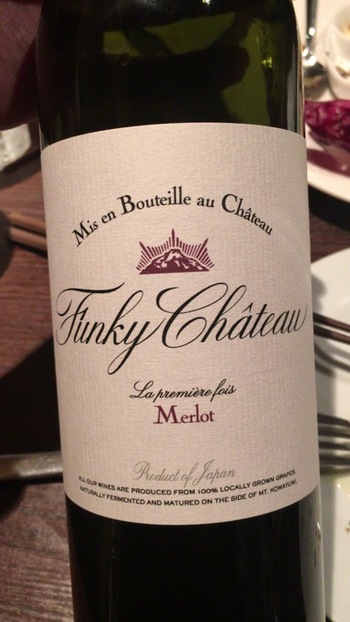 Mis en Bouteille au Château
Funky Château
La première fois
Merlot
Product of Japan
ALL OUR WINES ARE PRODUCED FROM 100% LOCALLY GROWN GRAPES,
NATURALLY FERMENTED AND MATURED ON THE SIDE OF MT. KOMAYUMI.